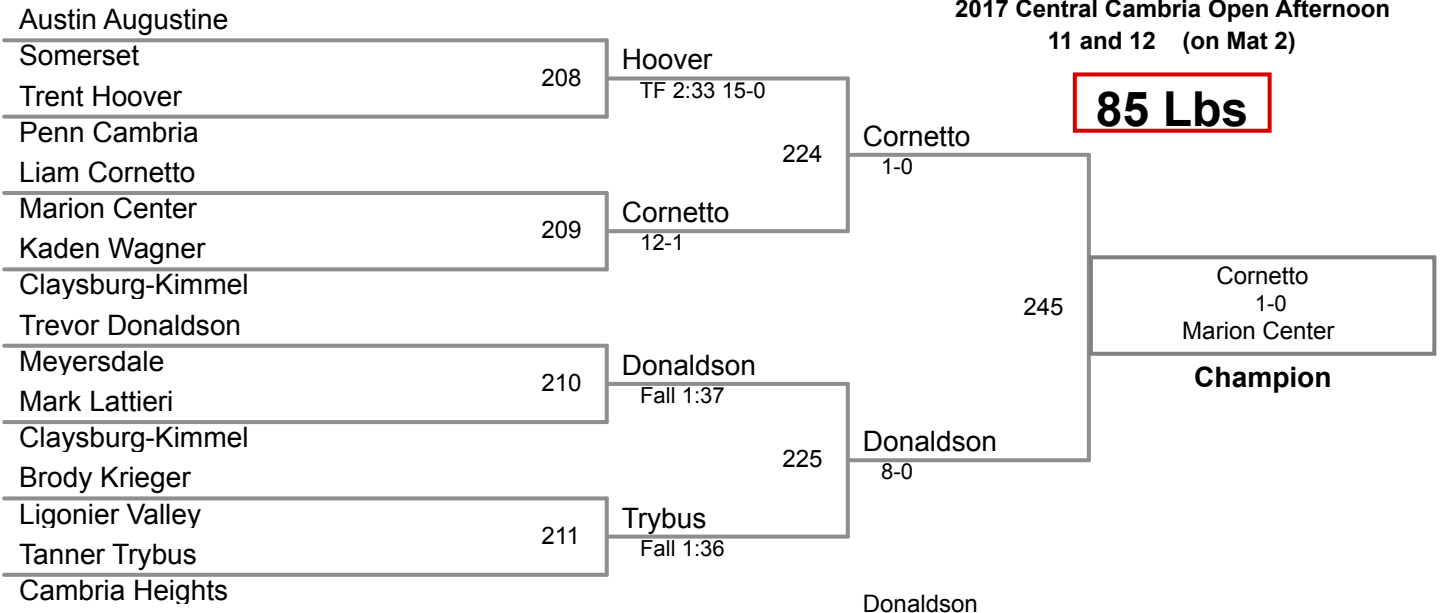 2017 Central Cambria Open Afternoon
11 and 12 (on Mat 2)
85 Lbs
Austin Augustine
Somerset
208
Trent Hoover
Penn Cambria
Liam Cornetto
Marion Center
209
Kaden Wagner
Claysburg-Kimmel
Trevor Donaldson
Meyersdale
210
Mark Lattieri
Claysburg-Kimmel
Brody Krieger
Ligonier Valley
211
Tanner Trybus
Cambria Heights
Hoover
TF 2:33 15-0
224
Cornetto
12-1
Donaldson
Fall 1:37
225
Trybus
Fall 1:36
Cornetto
1-0
245
Donaldson
8-0
Cornetto
1-0
Marion Center
Champion
Donaldson